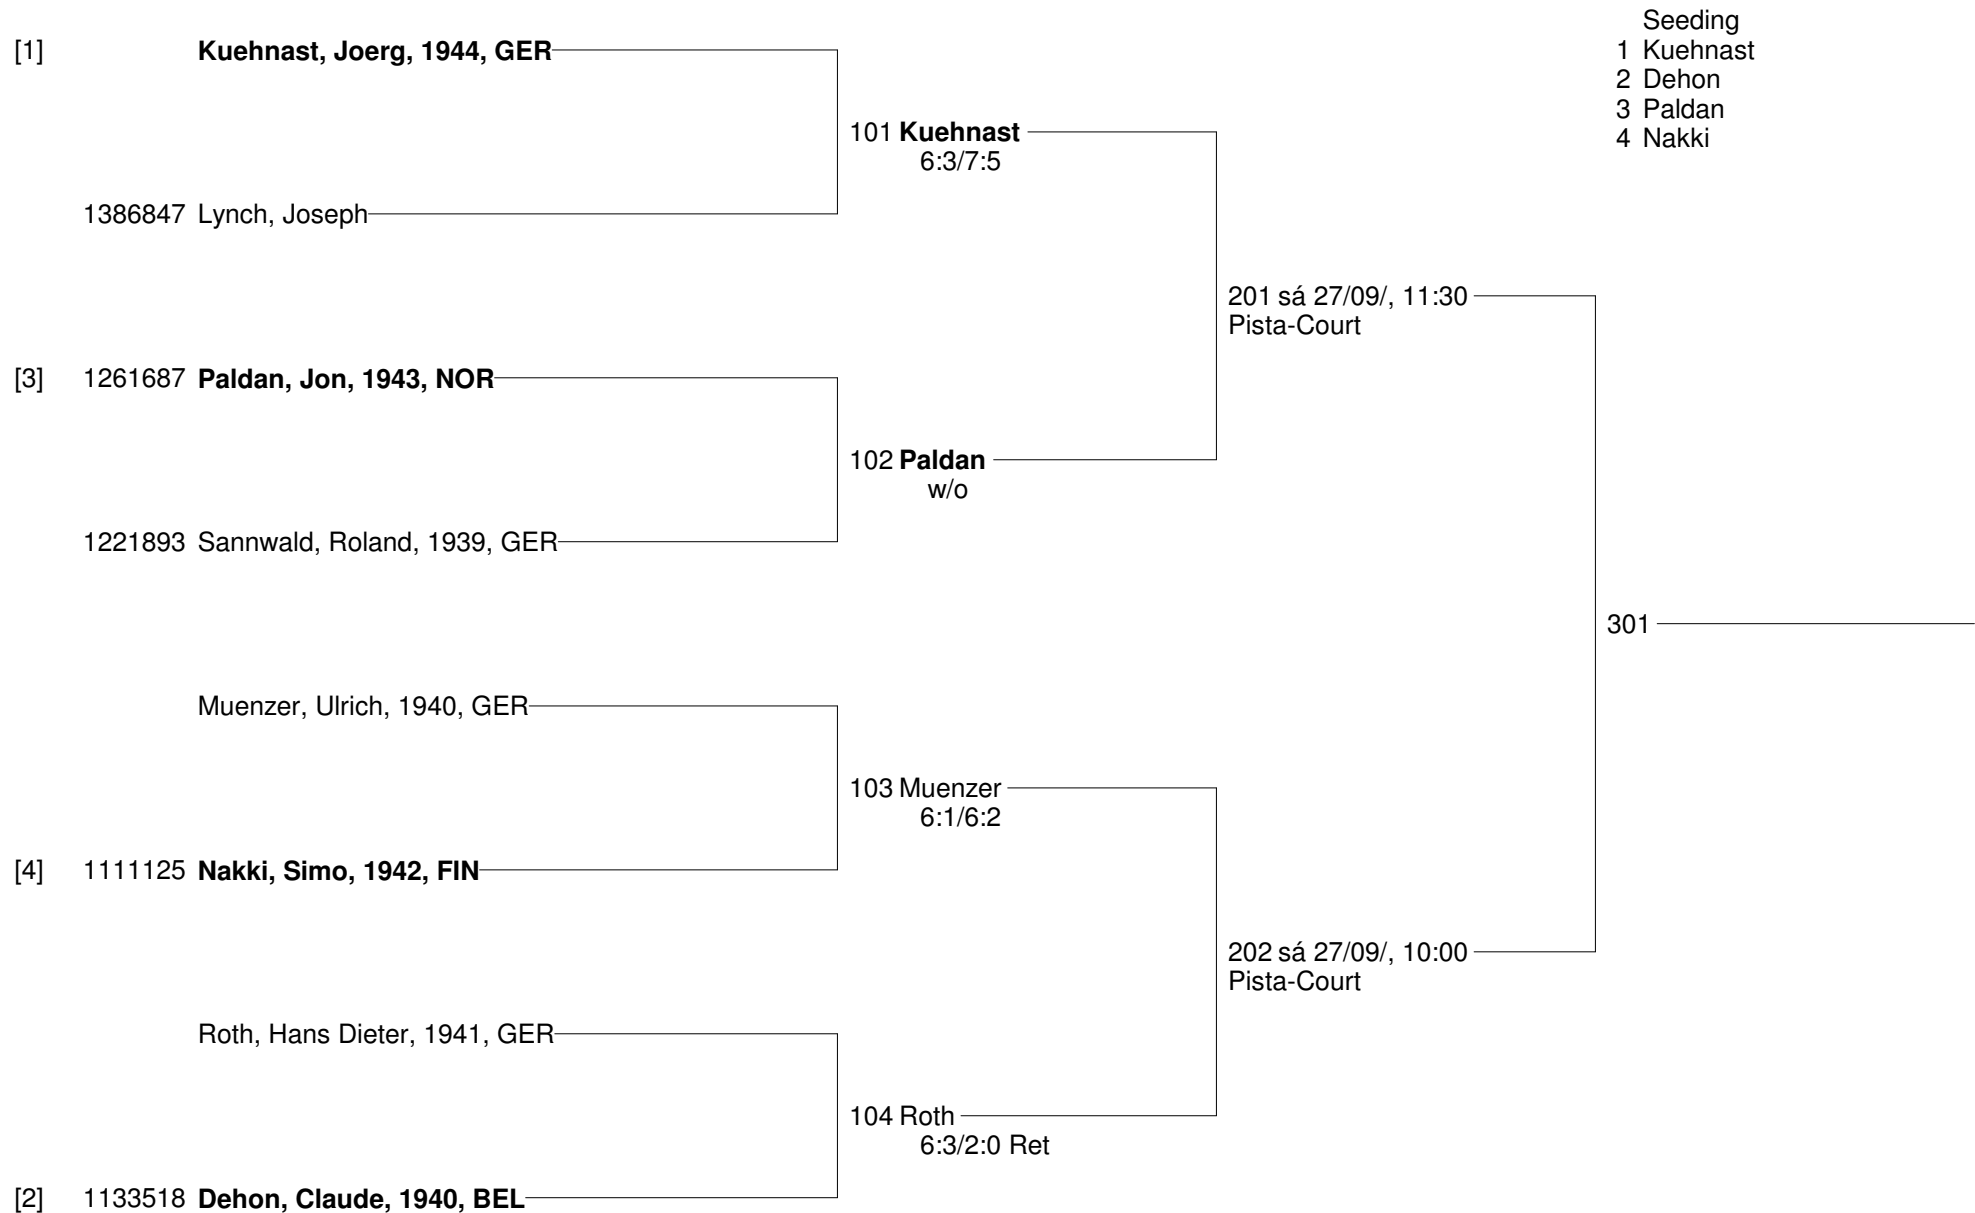 Seeding
1 Kuehnast
2 Dehon
3 Paldan
4 Nakki
[1] Kuehnast, Joerg, 1944, GER
101 Kuehnast
6:3/7:5
1386847 Lynch, Joseph
201 sá 27/09/, 11:30
Pista-Court
[3] 1261687 Paldan, Jon, 1943, NOR
102 Paldan
w/o
1221893 Sannwald, Roland, 1939, GER
301
Muenzer, Ulrich, 1940, GER
103 Muenzer
6:1/6:2
[4] 1111125 Nakki, Simo, 1942, FIN
202 sá 27/09/, 10:00
Pista-Court
Roth, Hans Dieter, 1941, GER
104 Roth
6:3/2:0 Ret
[2] 1133518 Dehon, Claude, 1940, BEL